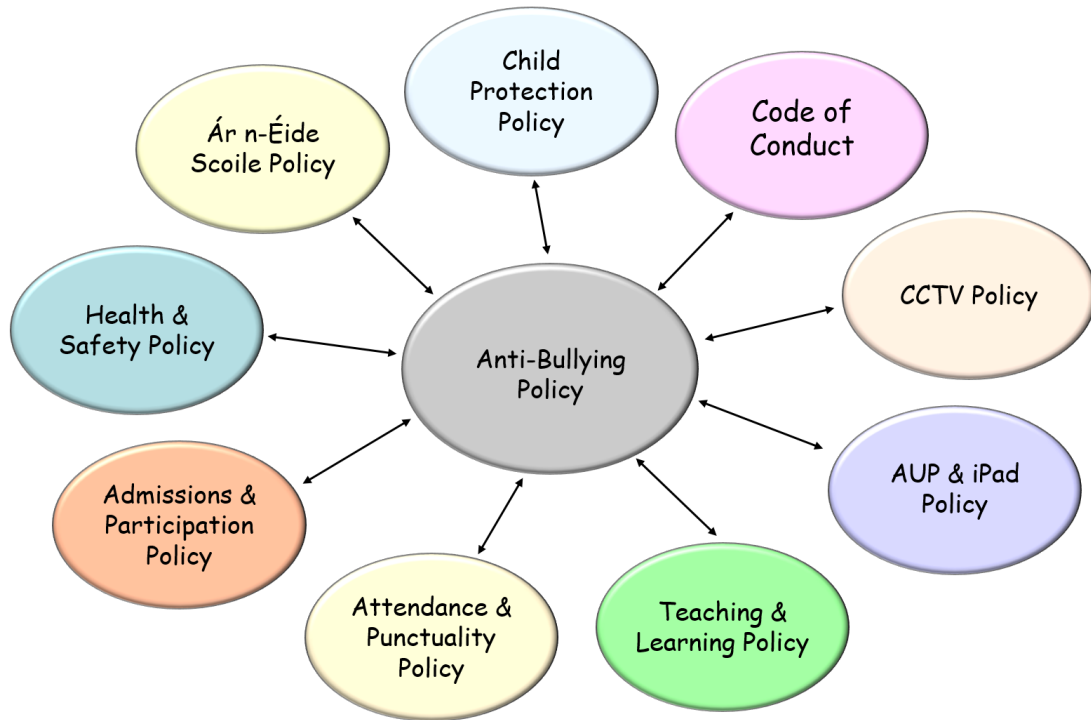 Child
Protection
Policy
Code of
Conduct
Ár n-Éide
Scoile Policy
CCTV Policy
Health &
Safety Policy
Anti-Bullying
Policy
AUP & iPad
Policy
Admissions &
Participation
Policy
Attendance &
Punctuality
Policy
Teaching &
Learning Policy